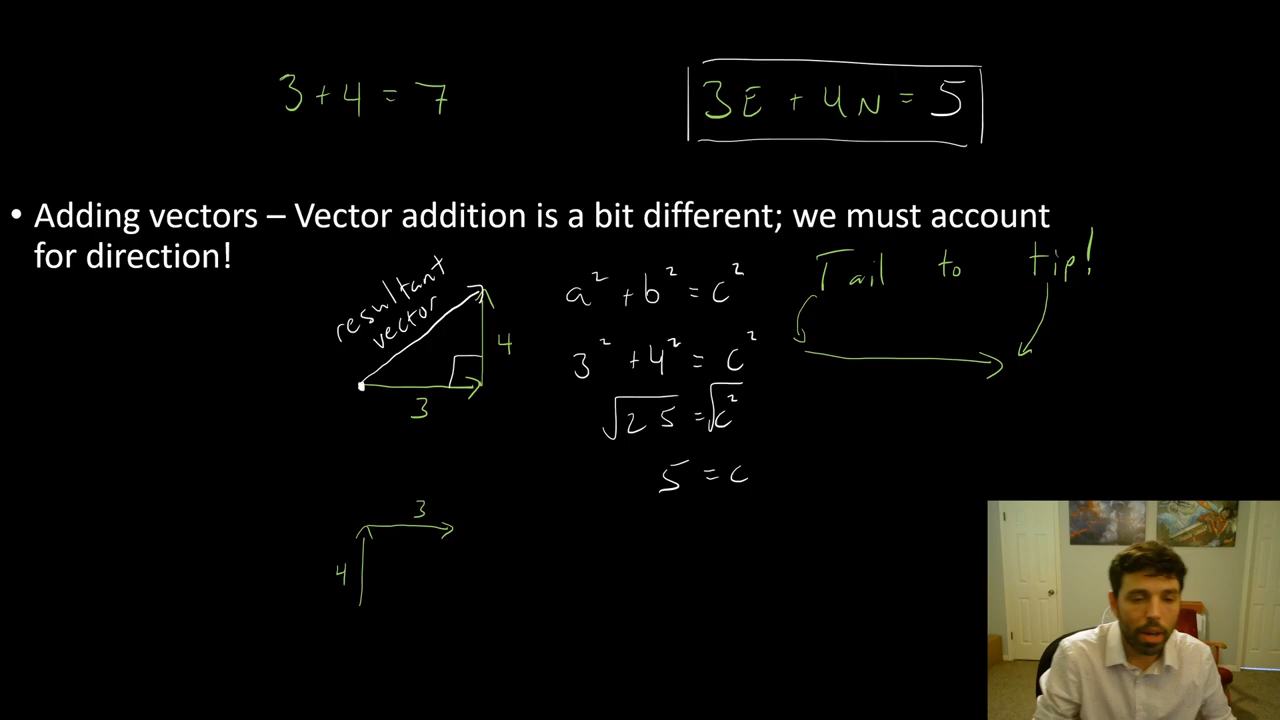 3 + 4 = 7
3E + 4N = 5
• Adding vectors – Vector addition is a bit different; we must account
for direction!
resultant
vector
4
3
a² + b² = c²
3² + 4² = c²
√25 = √c²
5 = c
Tail to tip!
3
4